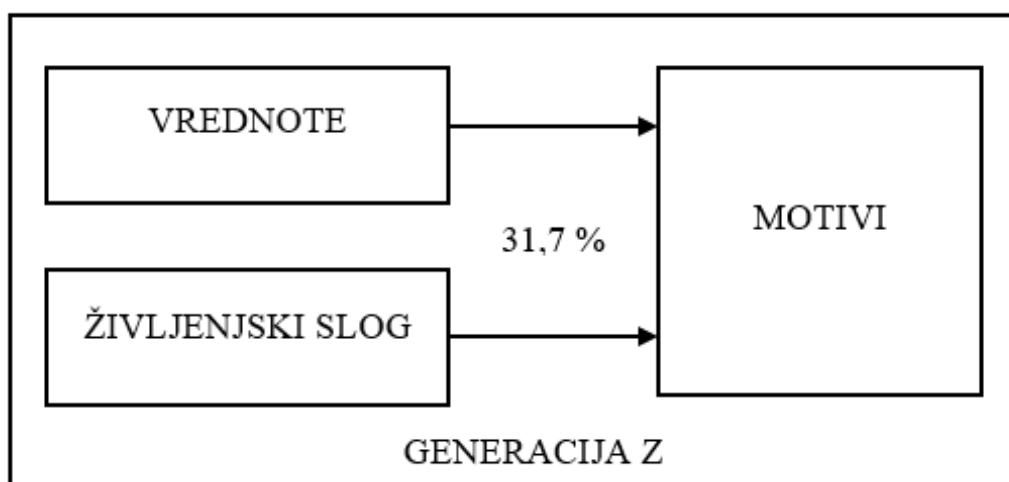 VREDNOTE
MOTIVI
31,7 %
ŽIVLJENJSKI SLOG
GENERACIJA Z